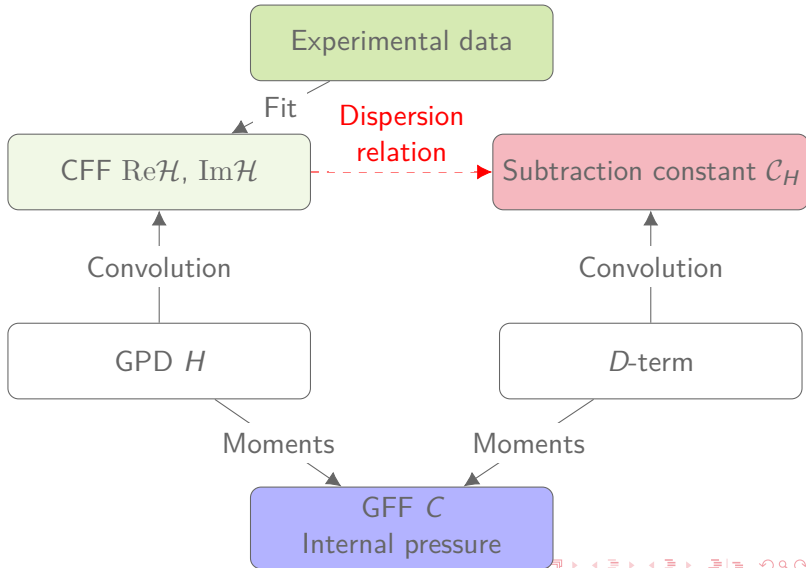 Experimental data
Fit
Dispersion
relation
CFF Reℋ, Imℋ
Subtraction constant 𝒞_H
Convolution
Convolution
GPD H
D-term
Moments
Moments
GFF C
Internal pressure